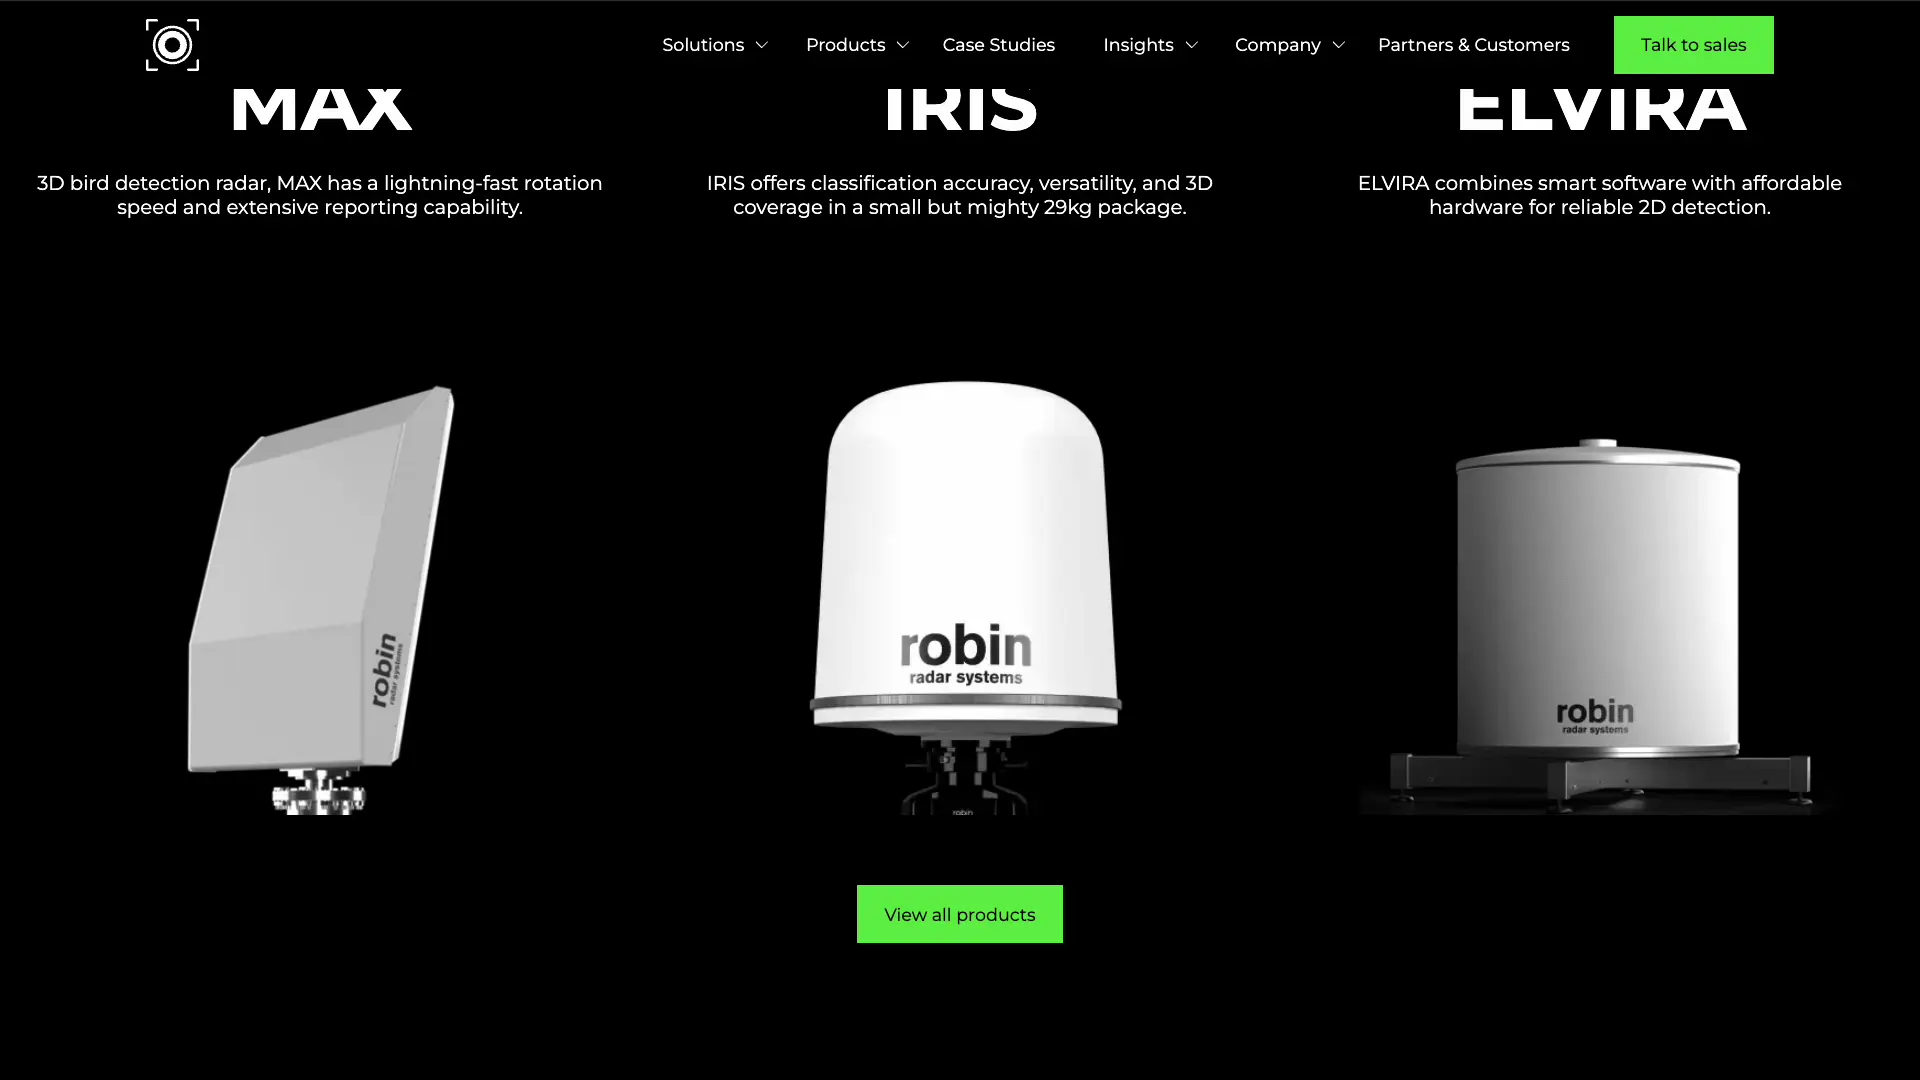 Solutions
Products
Case Studies
Insights
Company
Partners & Customers
Talk to sales
MAX
IRIS
ELVIRA
3D bird detection radar, MAX has a lightning-fast rotation
speed and extensive reporting capability.
IRIS offers classification accuracy, versatility, and 3D
coverage in a small but mighty 29kg package.
ELVIRA combines smart software with affordable
hardware for reliable 2D detection.
robin
radar systems
robin
radar systems
robin
robin
radar systems
View all products